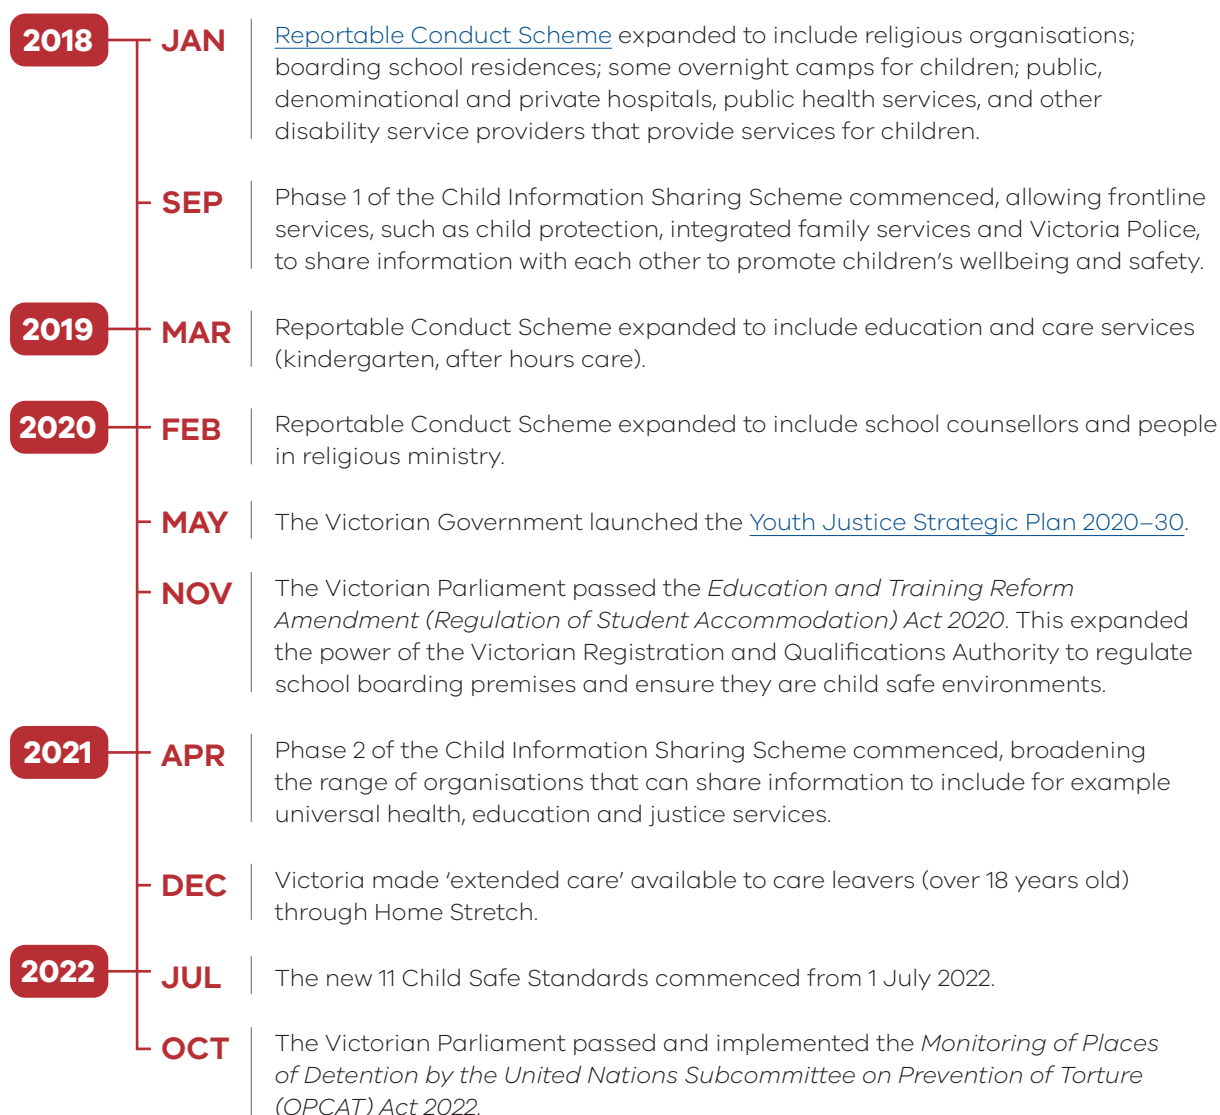 2018
JAN
Reportable Conduct Scheme expanded to include religious organisations;
boarding school residences; some overnight camps for children; public,
denominational and private hospitals, public health services, and other
disability service providers that provide services for children.
SEP
Phase 1 of the Child Information Sharing Scheme commenced, allowing frontline
services, such as child protection, integrated family services and Victoria Police,
to share information with each other to promote children’s wellbeing and safety.
2019
MAR
Reportable Conduct Scheme expanded to include education and care services
(kindergarten, after hours care).
2020
FEB
Reportable Conduct Scheme expanded to include school counsellors and people
in religious ministry.
MAY
The Victorian Government launched the Youth Justice Strategic Plan 2020–30.
NOV
The Victorian Parliament passed the Education and Training Reform
Amendment (Regulation of Student Accommodation) Act 2020. This expanded
the power of the Victorian Registration and Qualifications Authority to regulate
school boarding premises and ensure they are child safe environments.
2021
APR
Phase 2 of the Child Information Sharing Scheme commenced, broadening
the range of organisations that can share information to include for example
universal health, education and justice services.
DEC
Victoria made ‘extended care’ available to care leavers (over 18 years old)
through Home Stretch.
2022
JUL
The new 11 Child Safe Standards commenced from 1 July 2022.
OCT
The Victorian Parliament passed and implemented the Monitoring of Places
of Detention by the United Nations Subcommittee on Prevention of Torture
(OPCAT) Act 2022.